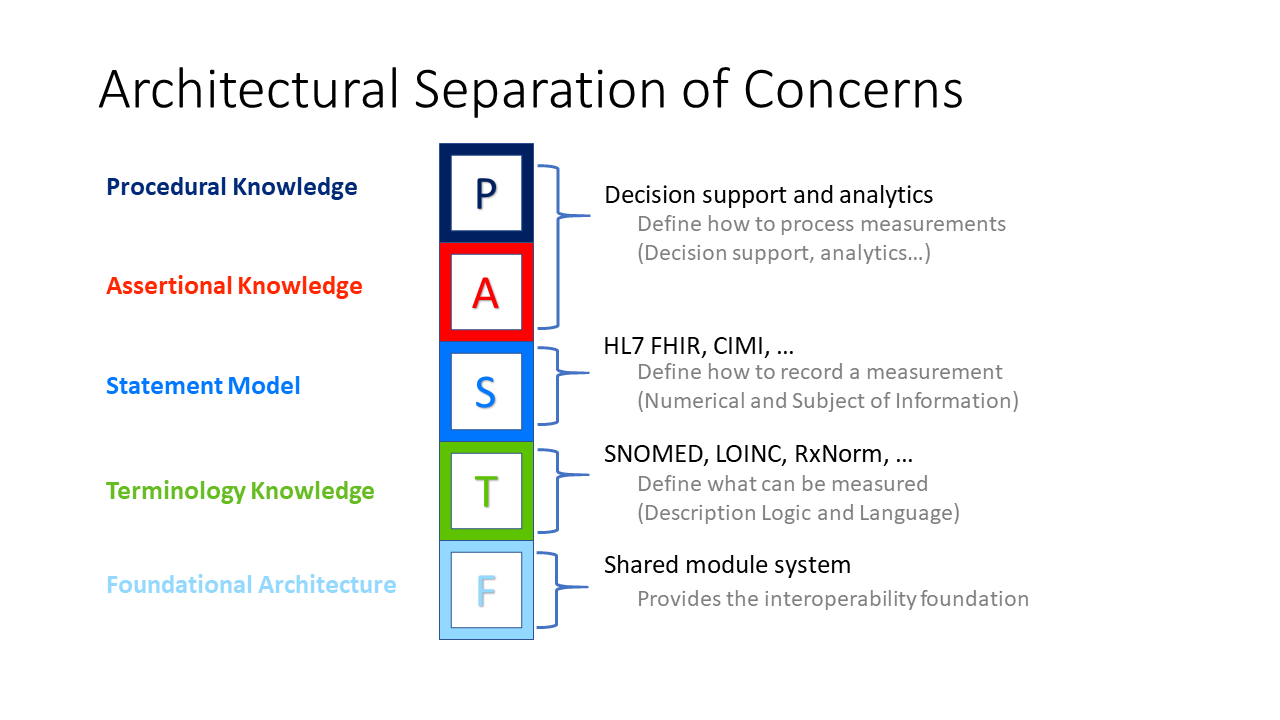 Architectural Separation of Concerns
Procedural Knowledge
P
Decision support and analytics
Define how to process measurements
(Decision support, analytics…)
Assertional Knowledge
A
HL7 FHIR, CIMI, …
Define how to record a measurement
(Numerical and Subject of Information)
Statement Model
S
SNOMED, LOINC, RxNorm, …
Define what can be measured
(Description Logic and Language)
Terminology Knowledge
T
Shared module system
Provides the interoperability foundation
Foundational Architecture
F